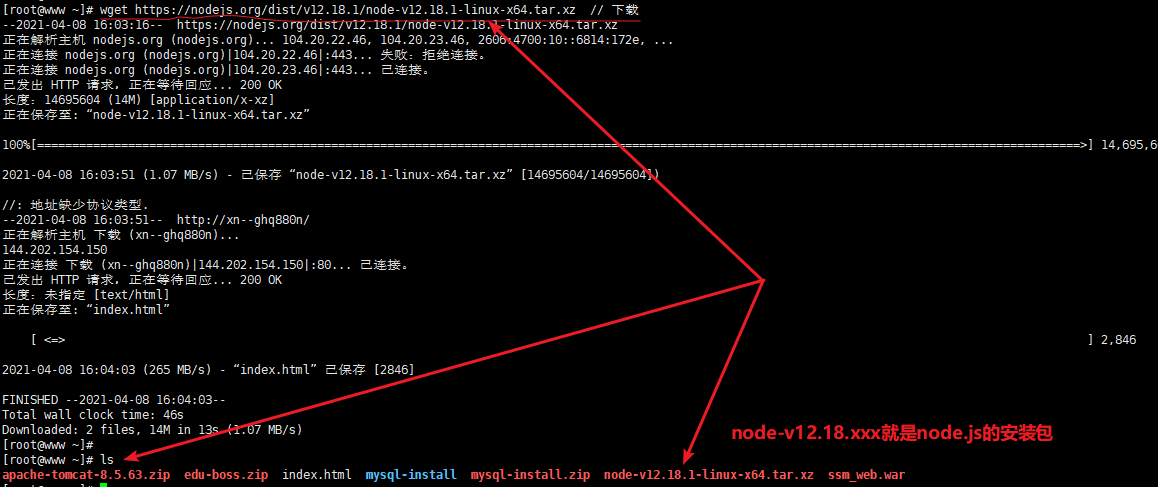 [root@www ~]# wget https://nodejs.org/dist/v12.18.1/node-v12.18.1-linux-x64.tar.xz  // 下载
--2021-04-08 16:03:16--  https://nodejs.org/dist/v12.18.1/node-v12.18.1-linux-x64.tar.xz
正在解析主机 nodejs.org (nodejs.org)... 104.20.22.46, 104.20.23.46, 2606:4700:10::6814:172e, ...
正在连接 nodejs.org (nodejs.org)|104.20.22.46|:443... 失败：拒绝连接。
正在连接 nodejs.org (nodejs.org)|104.20.23.46|:443... 已连接。
已发出 HTTP 请求，正在等待回应... 200 OK
长度：14695604 (14M) [application/x-xz]
正在保存至: “node-v12.18.1-linux-x64.tar.xz”
100%[=====================================================================================================================================================>] 14,695,6
2021-04-08 16:03:51 (1.07 MB/s) - 已保存 “node-v12.18.1-linux-x64.tar.xz” [14695604/14695604])
//: 地址缺少协议类型.
--2021-04-08 16:03:51--  http://xn--ghq880n/
正在解析主机 下载 (xn--ghq880n)...
144.202.154.150
正在连接 下载 (xn--ghq880n)|144.202.154.150|:80... 已连接。
已发出 HTTP 请求，正在等待回应... 200 OK
长度：未指定 [text/html]
正在保存至: “index.html”
[ <=> ] 2,846
2021-04-08 16:04:03 (265 MB/s) - “index.html” 已保存 [2846]
FINISHED --2021-04-08 16:04:03--
Total wall clock time: 46s
Downloaded: 2 files, 14M in 13s (1.07 MB/s)
[root@www ~]#
node-v12.18.xxx就是node.js的安装包
[root@www ~]# ls
apache-tomcat-8.5.63.zip  edu-boss.zip  index.html  mysql-install  mysql-install.zip  node-v12.18.1-linux-x64.tar.xz  ssm_web.war
[root@www ~]#